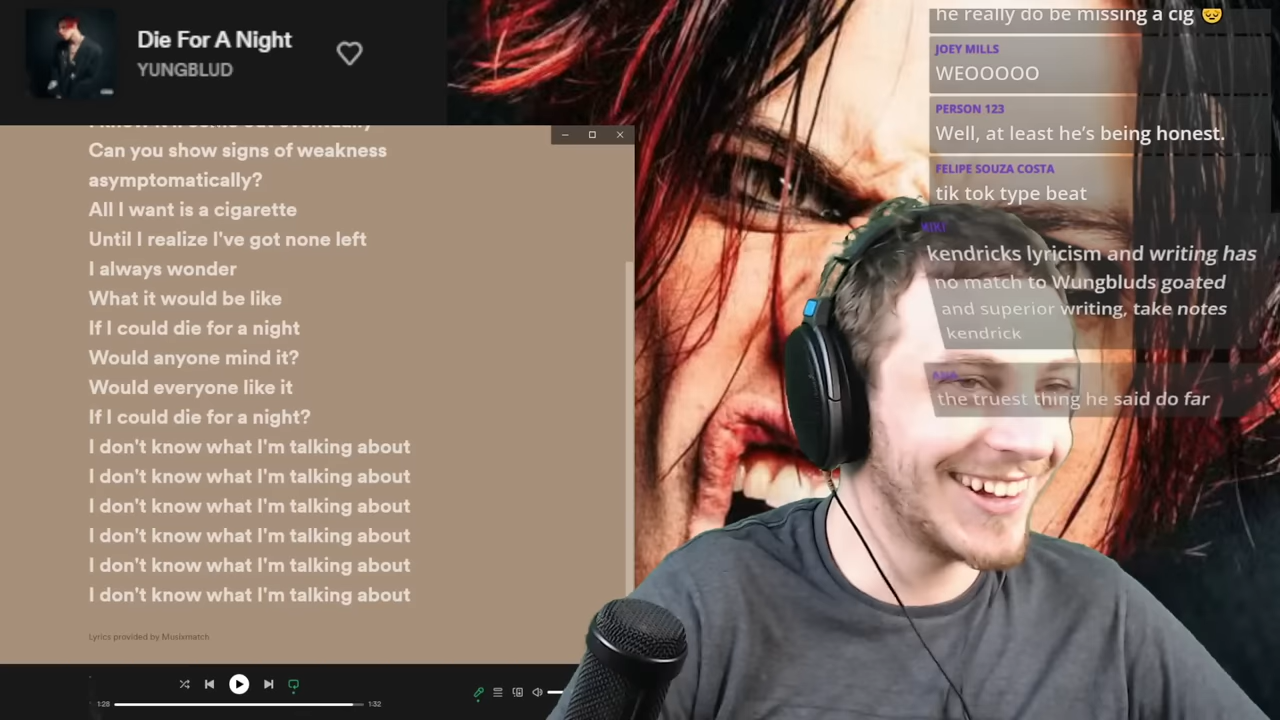 Die For A Night
YUNGBLUD
Can you show signs of weakness
asymptomatically?
All I want is a cigarette
Until I realize I've got none left
I always wonder
What it would be like
If I could die for a night
Would anyone mind it?
Would everyone like it
If I could die for a night?
I don't know what I'm talking about
I don't know what I'm talking about
I don't know what I'm talking about
I don't know what I'm talking about
I don't know what I'm talking about
I don't know what I'm talking about
Lyrics provided by Musixmatch
1:28
1:32
he really do be missing a cig 😔
JOEY MILLS
WEOOOOO
PERSON 123
Well, at least he's being honest.
FELIPE SOUZA COSTA
tik tok type beat
kendricks lyricism and writing has
no match to Wungbluds goated
and superior writing, take notes
kendrick
the truest thing he said do far